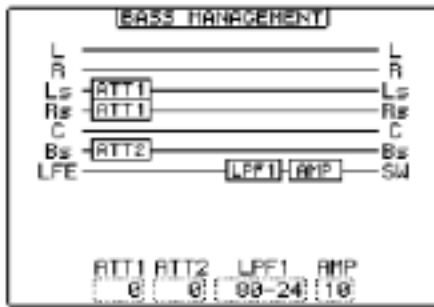 BASS MANAGEMENT
L L
R R
Ls ATT1 Ls
Rs ATT1 Rs
C C
Bs ATT2 Bs
LFE LPF1 AMP SW
ATT1 ATT2 LPF1 AMP
0 0 80-24 10